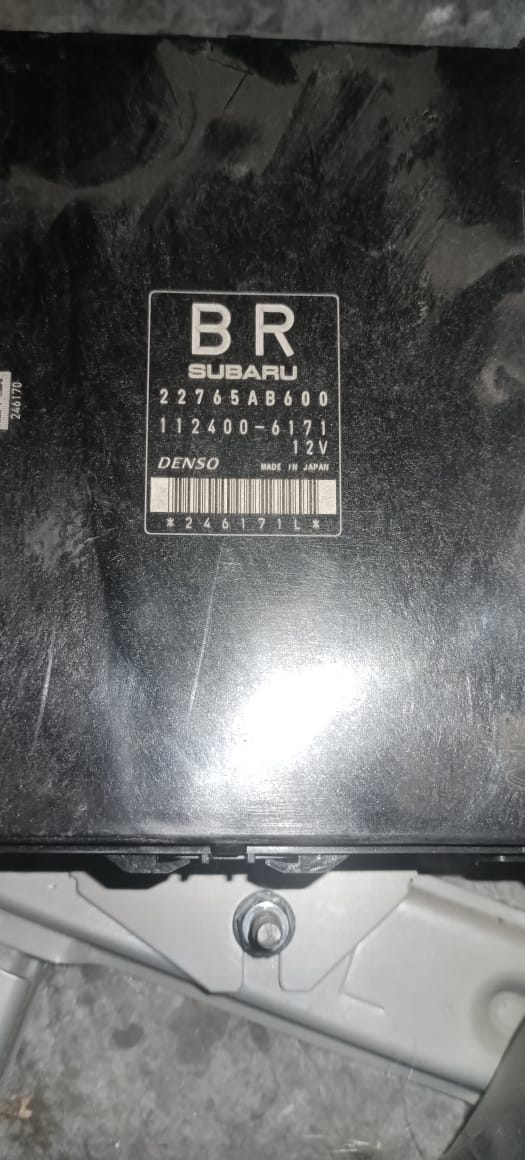 BR
SUBARU
22765AB600
112400-6171
12V
DENSO MADE IN JAPAN
*246171L*
246170